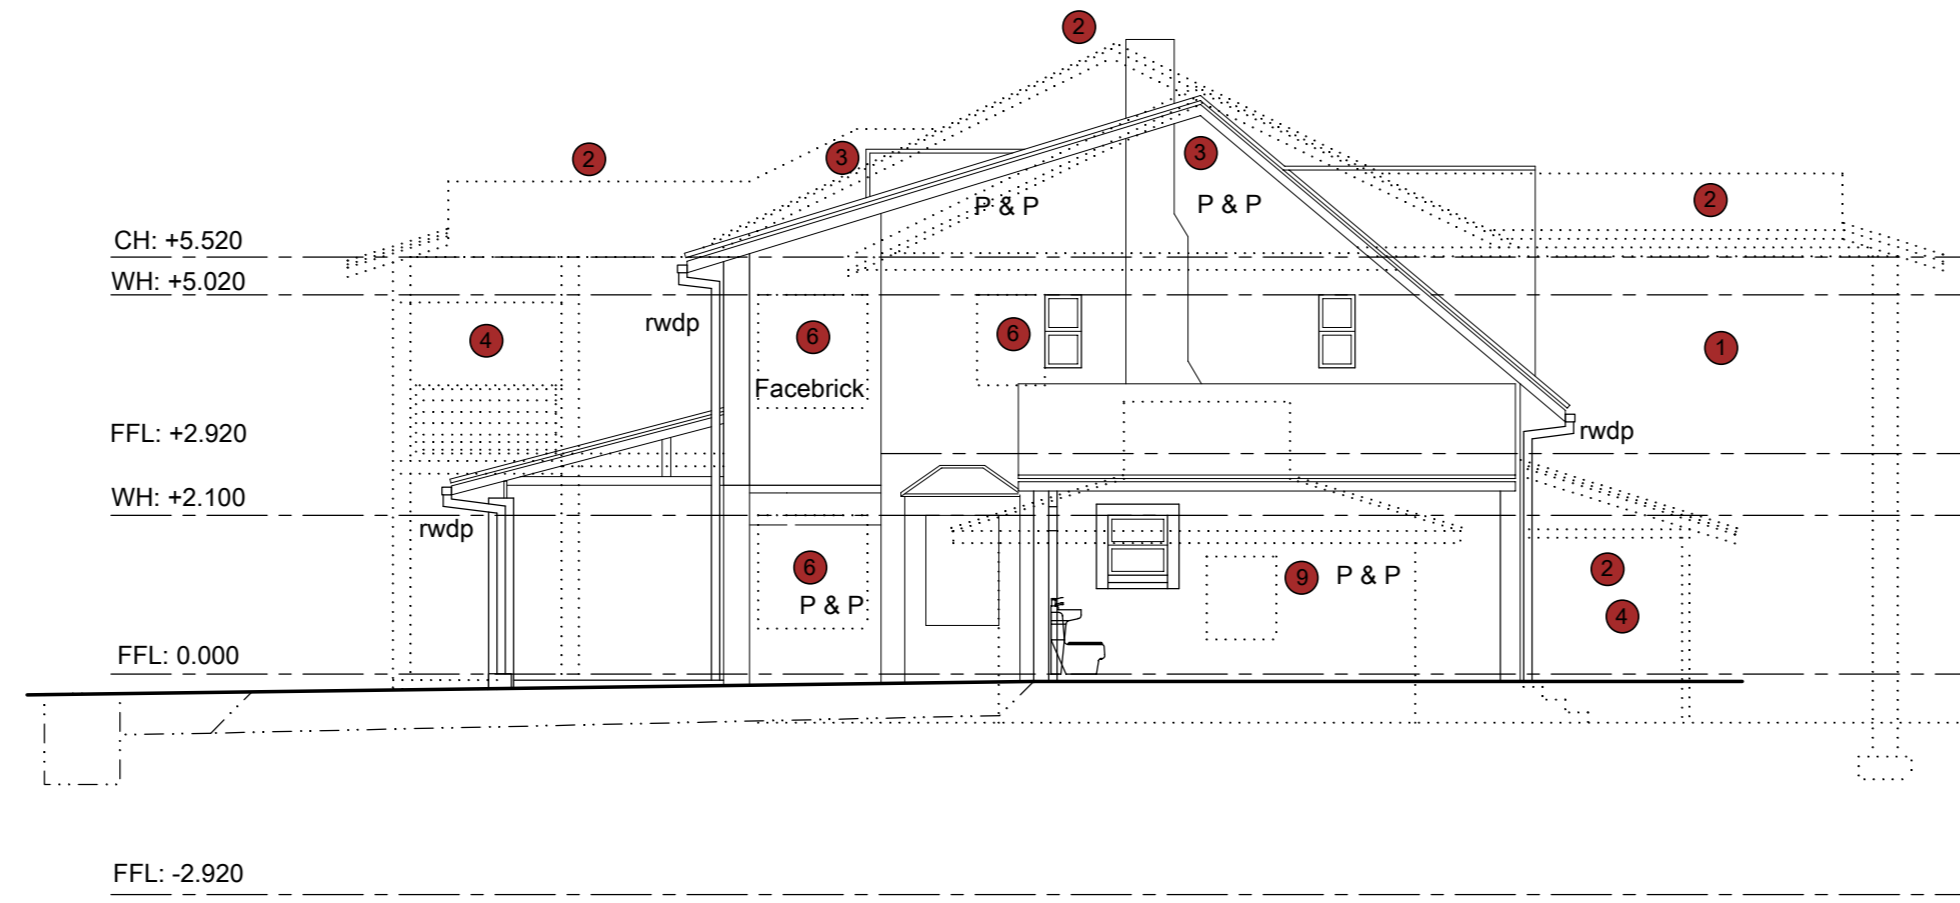 2
2
3
3
P & P
P & P
2
CH: +5.520
WH: +5.020
rwdp
4
6
6
1
Facebrick
FFL: +2.920
rwdp
WH: +2.100
rwdp
6
9
P & P
2
P & P
4
FFL: 0.000
FFL: -2.920